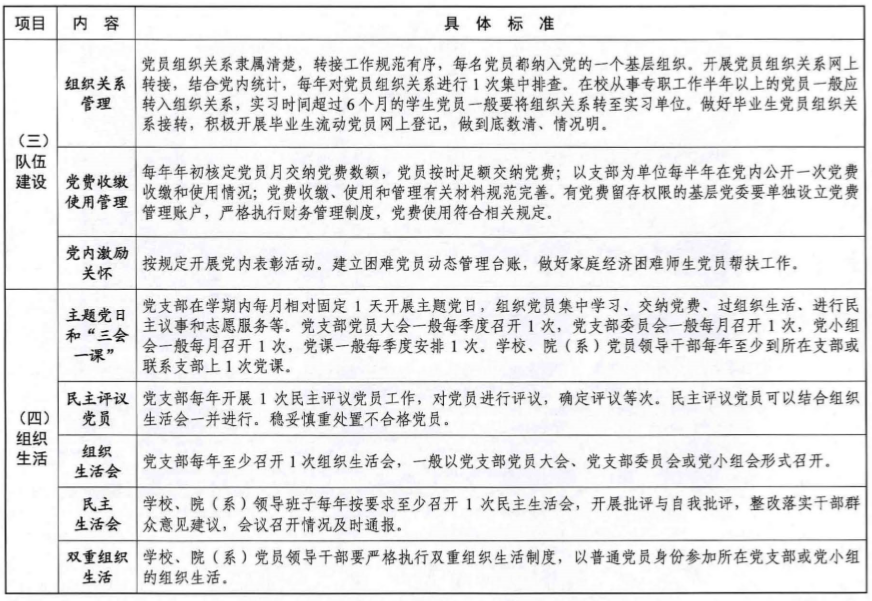 项目 内 容 具 体 标 准
（三）
队伍
建设
组织关系
管理
党员组织关系隶属清楚，转接工作规范有序，每名党员都纳入党的一个基层组织。开展党员组织关系网上
转接，结合党内统计，每年对党员组织关系进行1次集中排查。在校从事专职工作半年以上的党员一般应
转入组织关系，实习时间超过6个月的学生党员一般要将组织关系转至实习单位。做好毕业生党员组织关
系接转，积极开展毕业生流动党员网上登记，做到底数清、情况明。
党费收缴
使用管理
每年年初核定党员月交纳党费数额，党员按时足额交纳党费；以支部为单位每半年在党内公开一次党费
收缴和使用情况；党费收缴、使用和管理有关材料规范完善。有党费留存权限的基层党委要单独设立党费
管理账户，严格执行财务管理制度，党费使用符合相关规定。
党内激励
关怀
按规定开展党内表彰活动。建立困难党员动态管理台账，做好家庭经济困难师生党员帮扶工作。
（四）
组织
生活
主题党日
和“三会
一课”
党支部在学期内每月相对固定1天开展主题党日，组织党员集中学习、交纳党费、过组织生活、进行民
主议事和志愿服务等。党支部党员大会一般每季度召开1次，党支部委员会一般每月召开1次，党小组
会一般每月召开1次，党课一般每季度安排1次。学校、院（系）党员领导干部每年至少到所在支部或
联系支部上1次党课。
民主评议
党员
党支部每年开展1次民主评议党员工作，对党员进行评议，确定评议等次。民主评议党员可以结合组织
生活会一并进行。稳妥慎重处置不合格党员。
组织
生活会
党支部每年至少召开1次组织生活会，一般以党支部党员大会、党支部委员会或党小组会形式召开。
民主
生活会
学校、院（系）领导班子每年按要求至少召开1次民主生活会，开展批评与自我批评，整改落实干部群
众意见建议，会议召开情况及时通报。
双重组织
生活
学校、院（系）党员领导干部要严格执行双重组织生活制度，以普通党员身份参加所在党支部或党小组
的组织生活。